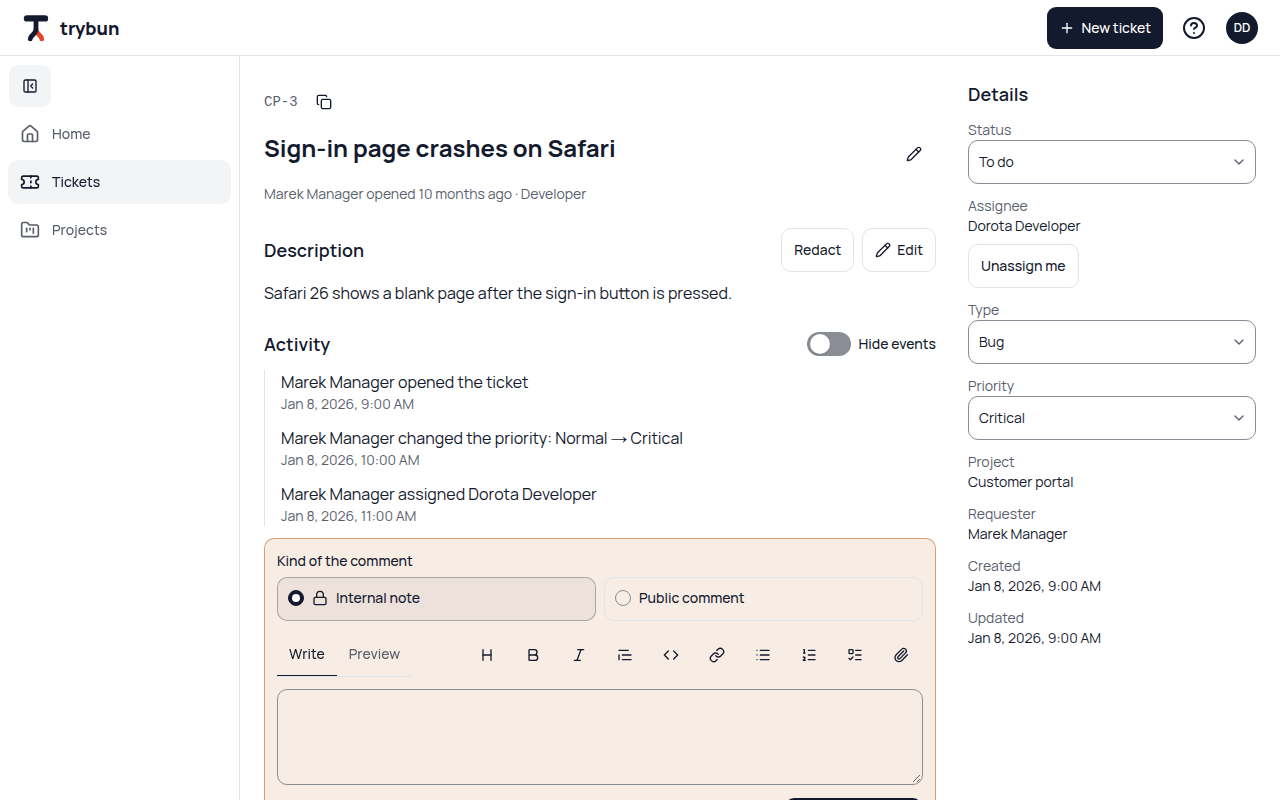 trybun
New ticket
DD
Home
Tickets
Projects
CP-3
Sign-in page crashes on Safari
Marek Manager opened 10 months ago · Developer
Description
Redact
Edit
Safari 26 shows a blank page after the sign-in button is pressed.
Activity
Hide events
Marek Manager opened the ticket
Jan 8, 2026, 9:00 AM
Marek Manager changed the priority: Normal → Critical
Jan 8, 2026, 10:00 AM
Marek Manager assigned Dorota Developer
Jan 8, 2026, 11:00 AM
Kind of the comment
Internal note
Public comment
Write
Preview
Details
Status
To do
Assignee
Dorota Developer
Unassign me
Type
Bug
Priority
Critical
Project
Customer portal
Requester
Marek Manager
Created
Jan 8, 2026, 9:00 AM
Updated
Jan 8, 2026, 9:00 AM